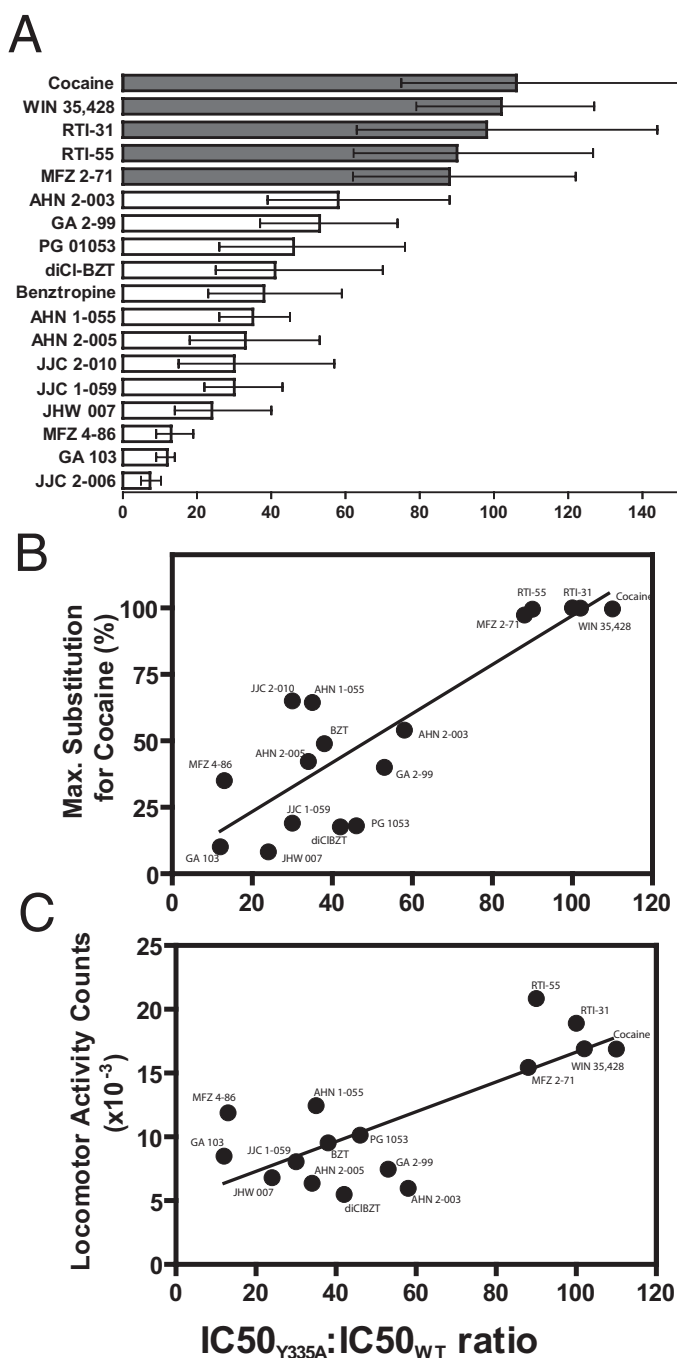 A
Cocaine
WIN 35,428
RTI-31
RTI-55
MFZ 2-71
AHN 2-003
GA 2-99
PG 01053
diCl-BZT
Benztropine
AHN 1-055
AHN 2-005
JJC 2-010
JJC 1-059
JHW 007
MFZ 4-86
GA 103
JJC 2-006
0 20 40 60 80 100 120 140
B
Max. Substitution
for Cocaine (%)
100
75
50
25
0
RTI-55
RTI-31
Cocaine
MFZ 2-71
WIN 35,428
JJC 2-010
AHN 1-055
BZT
AHN 2-003
AHN 2-005
GA 2-99
MFZ 4-86
JJC 1-059
PG 1053
diClBZT
GA 103
JHW 007
0 20 40 60 80 100 120
C
Locomotor Activity Counts
(x10-3)
25
20
15
10
5
0
RTI-55
RTI-31
Cocaine
WIN 35,428
MFZ 2-71
MFZ 4-86
AHN 1-055
GA 103
JJC 1-059
BZT
PG 1053
JHW 007
AHN 2-005
GA 2-99
diClBZT
AHN 2-003
0 20 40 60 80 100 120
IC50Y335A:IC50WT ratio